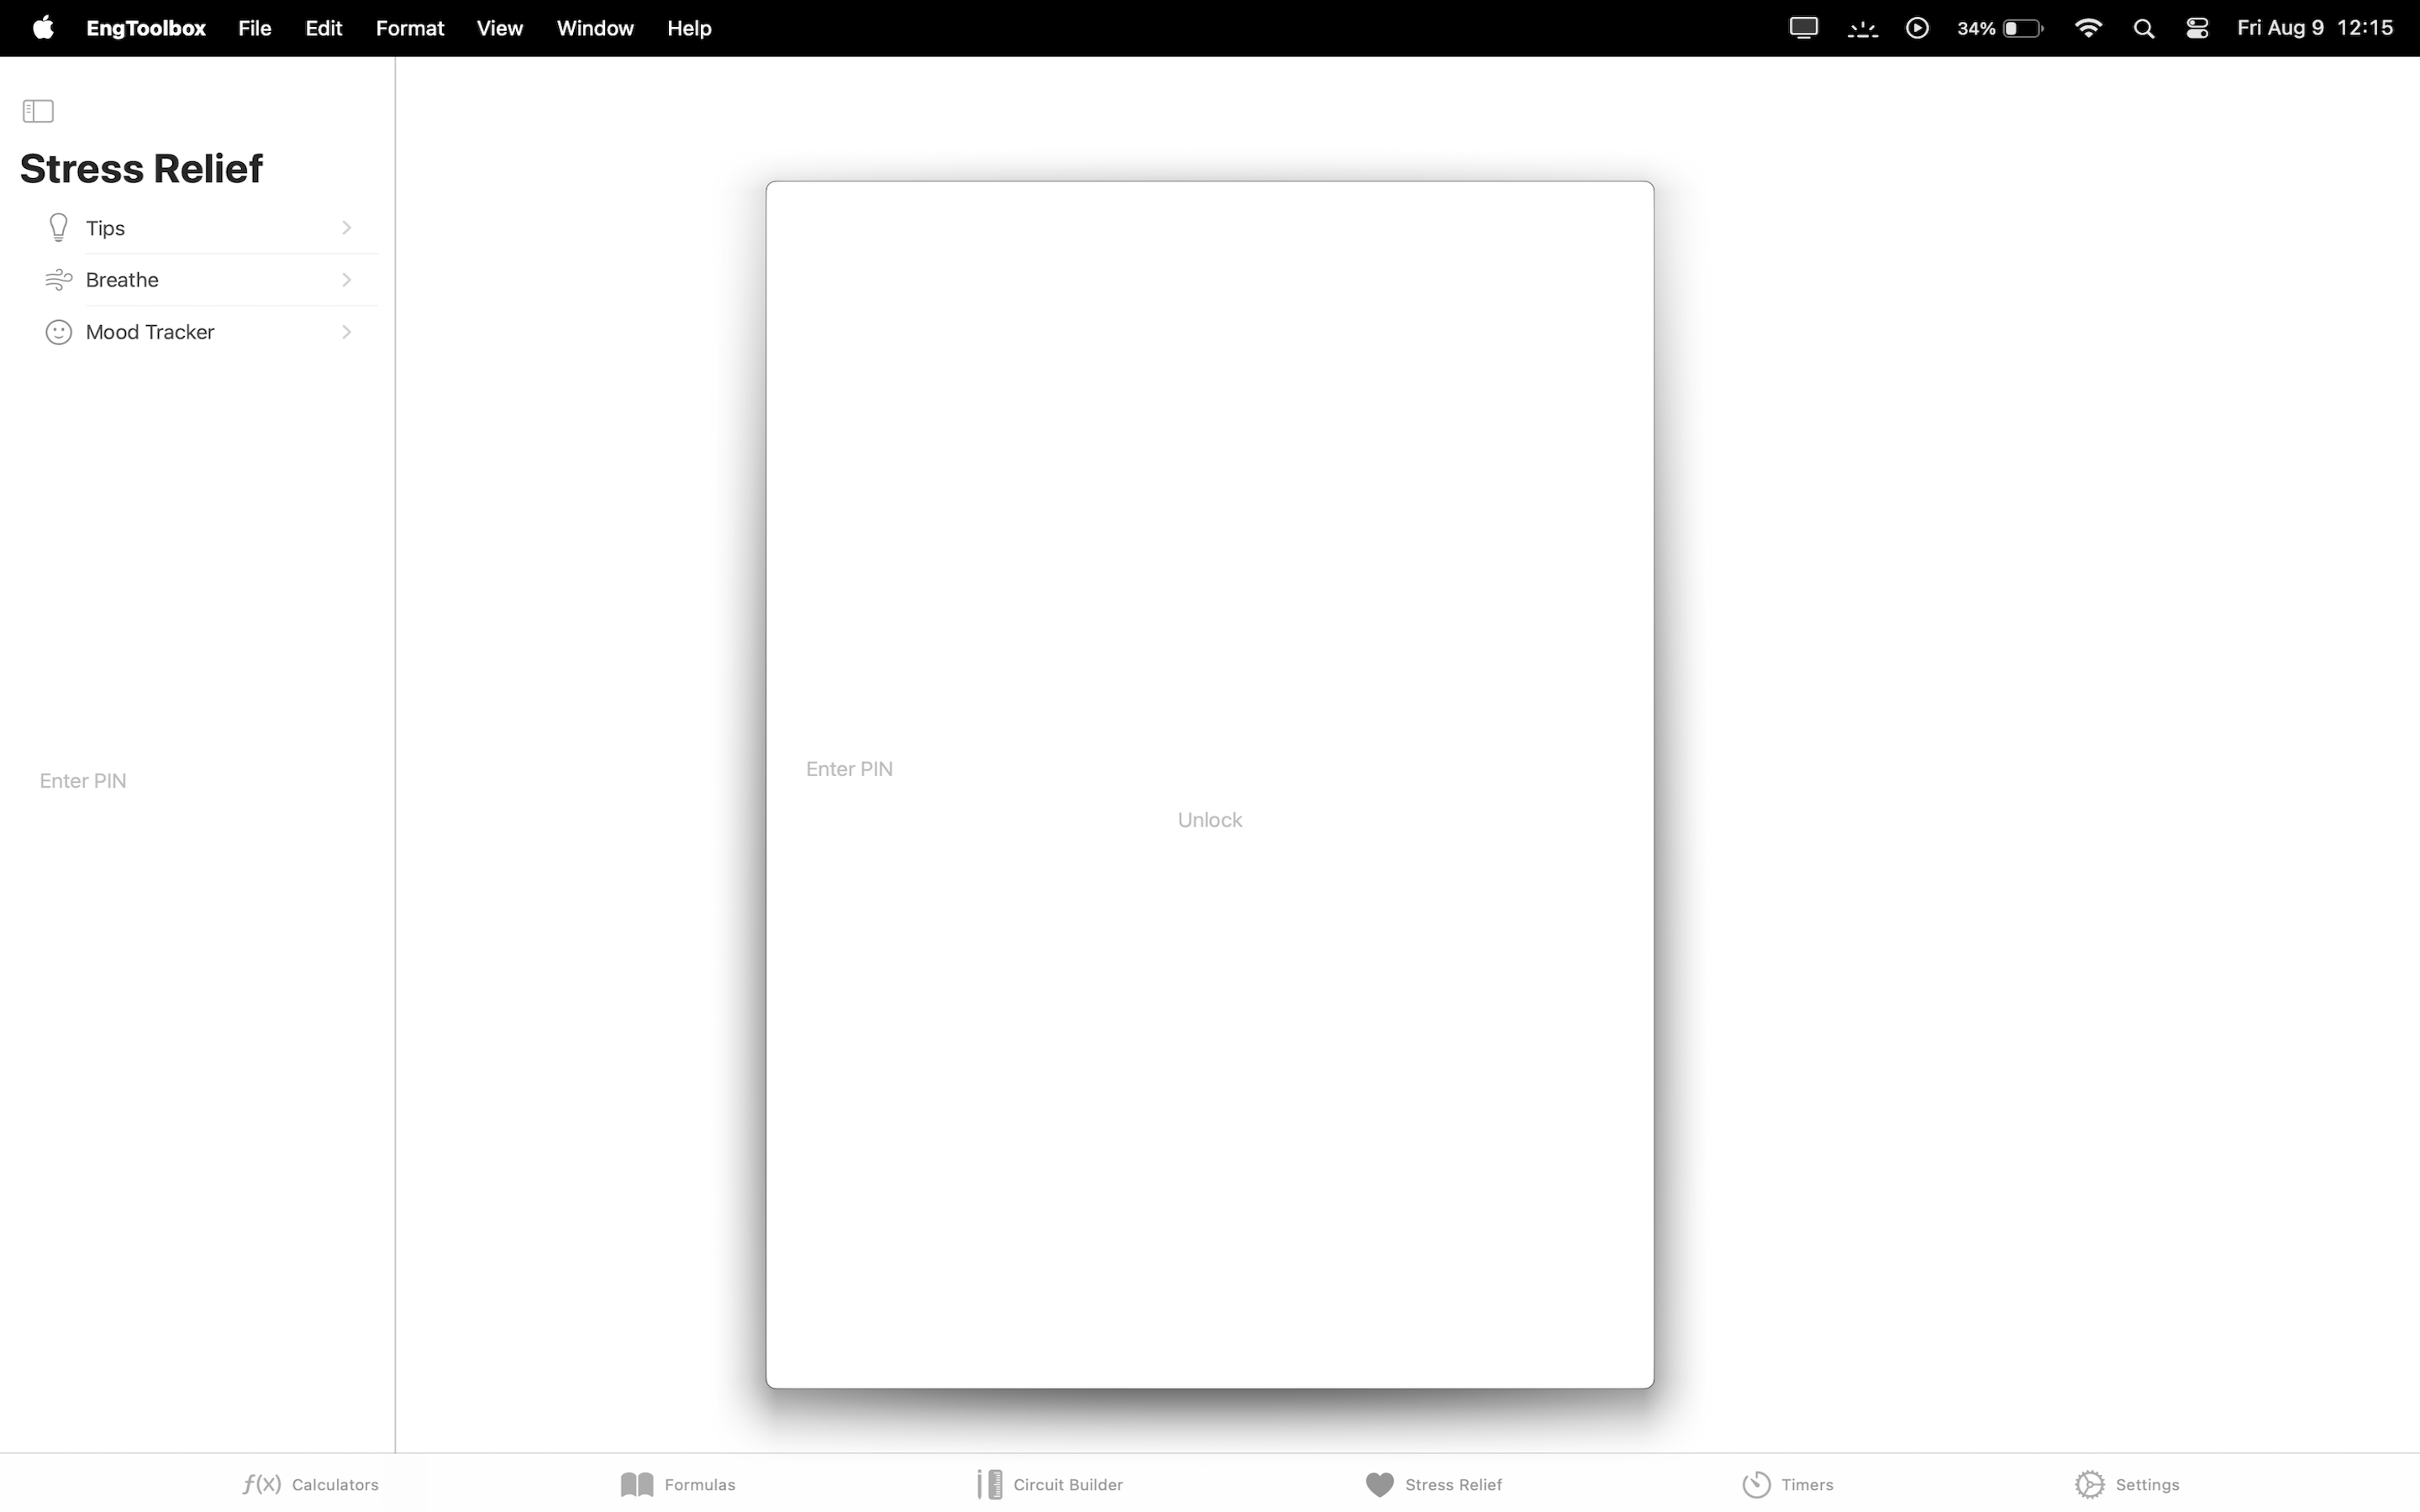 EngToolbox File Edit Format View Window Help 34% Fri Aug 9 12:15
Stress Relief
Tips
Breathe
Mood Tracker
Enter PIN
Enter PIN
Unlock
f(x) Calculators Formulas Circuit Builder Stress Relief Timers Settings